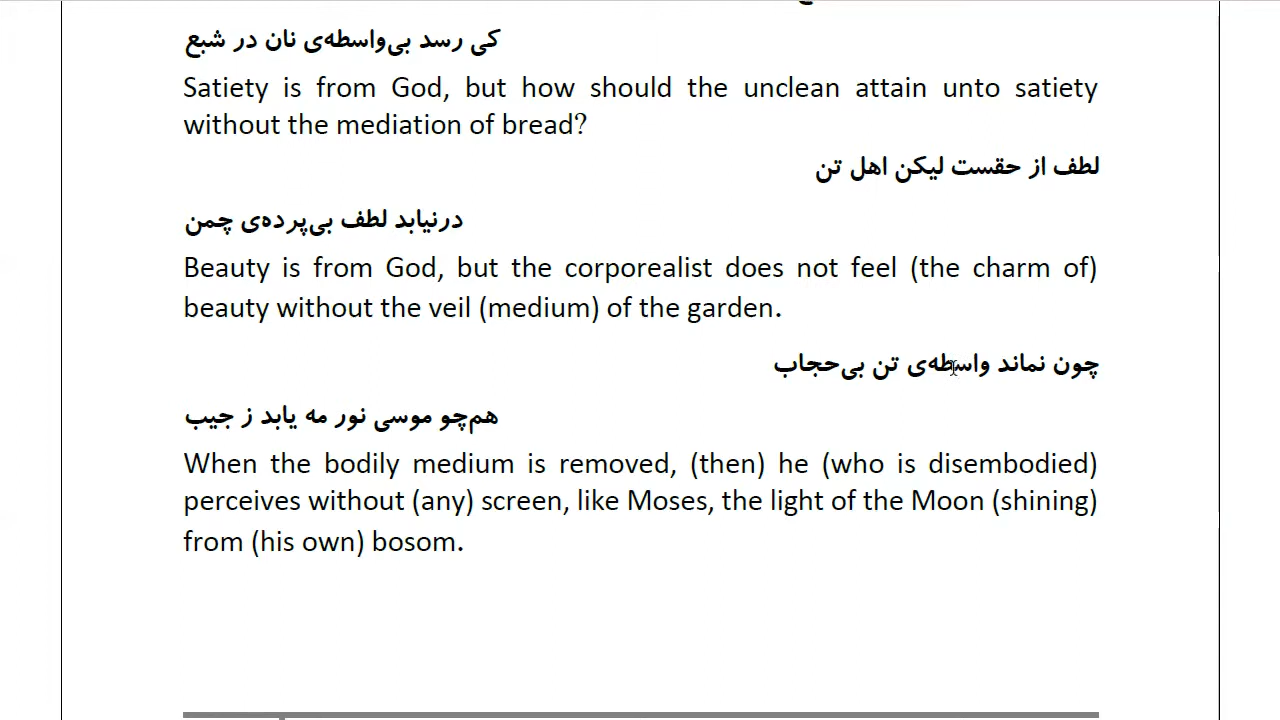 کی رسد بی‌واسطه‌ی نان در شبع
Satiety is from God, but how should the unclean attain unto satiety
without the mediation of bread?
لطف از حقست لیکن اهل تن
درنیابد لطف بی‌پرده‌ی چمن
Beauty is from God, but the corporealist does not feel (the charm of)
beauty without the veil (medium) of the garden.
چون نماند واسطه‌ی تن بی‌حجاب
هم‌چو موسی نور مه یابد ز جیب
When the bodily medium is removed, (then) he (who is disembodied)
perceives without (any) screen, like Moses, the light of the Moon (shining)
from (his own) bosom.